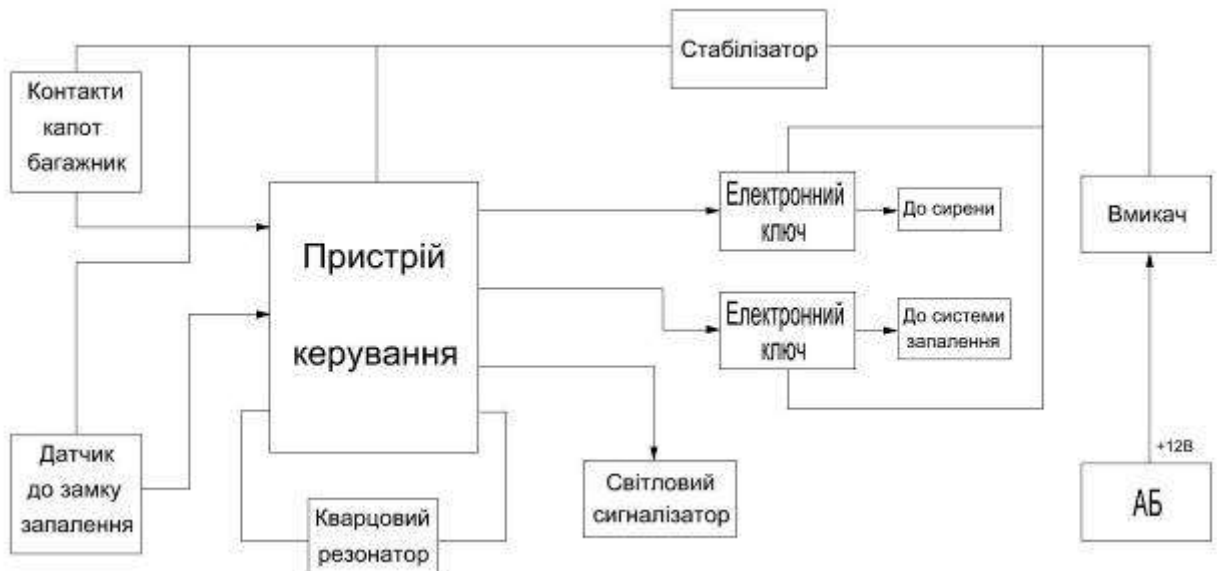 Стабілізатор
Контакти
капот
багажник
Електронний
ключ
До сирени
Вмикач
Пристрій
керування
Електронний
ключ
До системи
запалення
Датчик
до замку
запалення
Кварцовий
резонатор
Світловий
сигналізатор
+12В
АБ